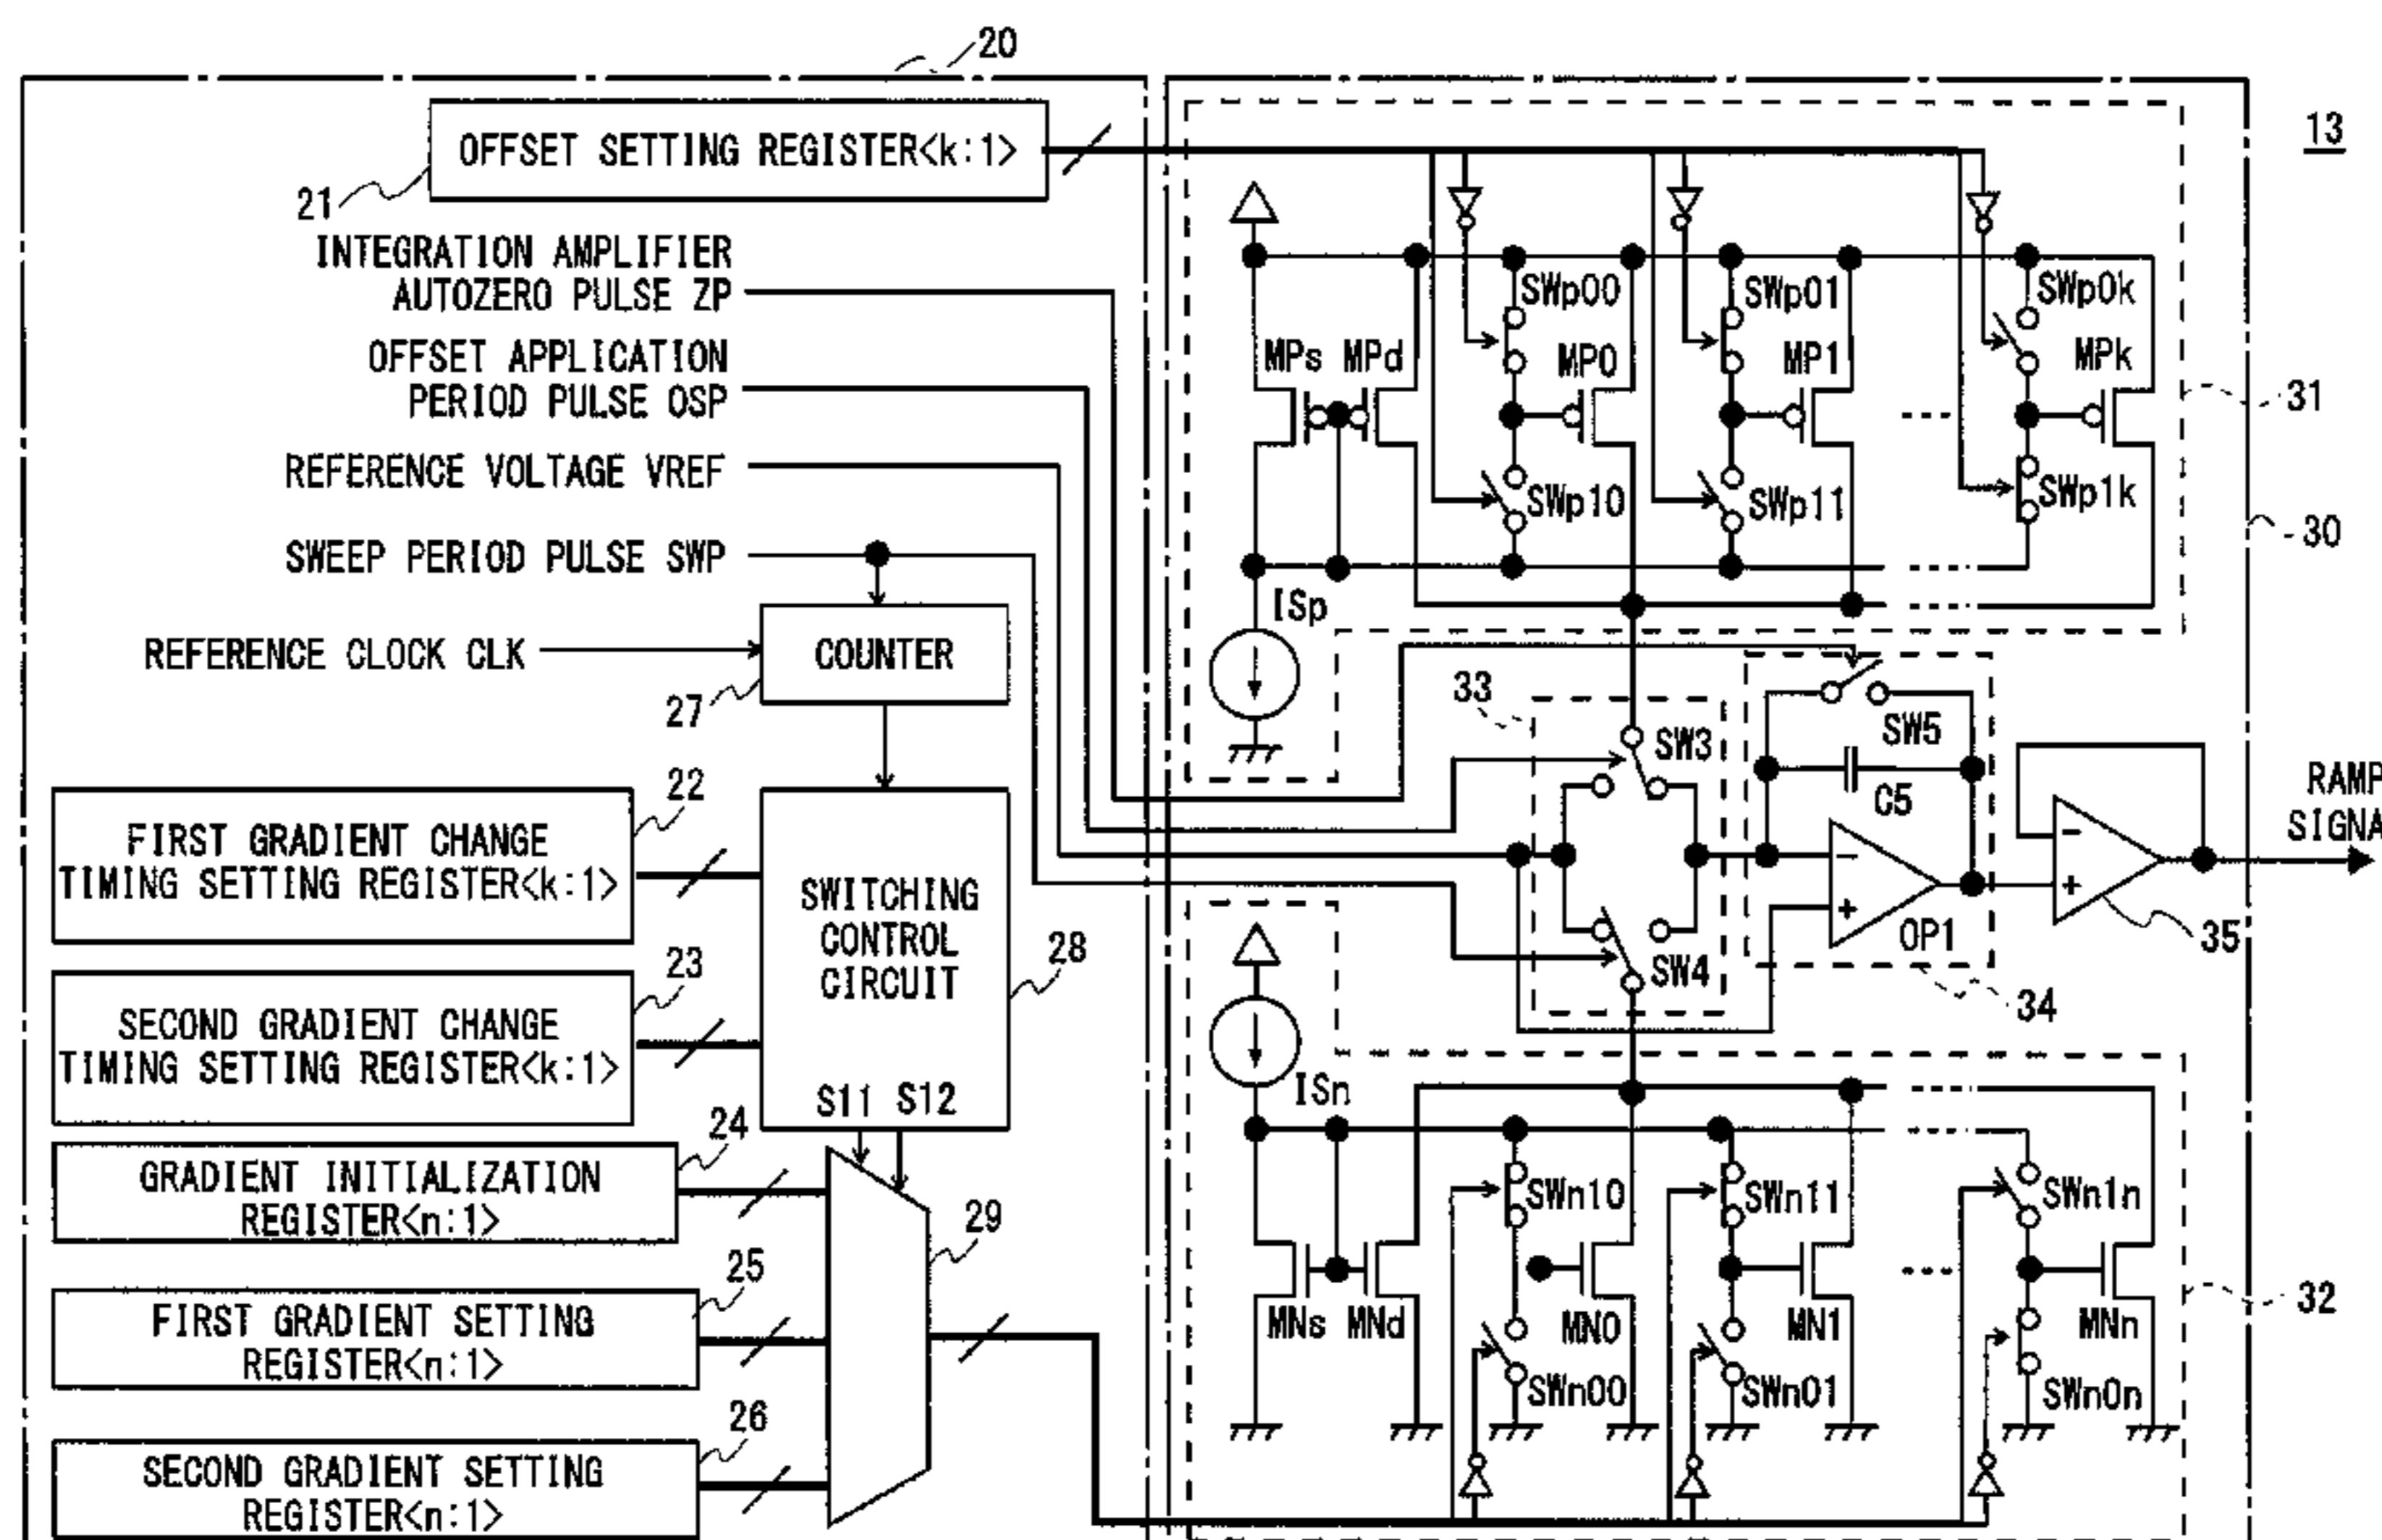 20
13
OFFSET SETTING REGISTER<k:1>
21
INTEGRATION AMPLIFIER
AUTOZERO PULSE ZP
OFFSET APPLICATION
PERIOD PULSE OSP
REFERENCE VOLTAGE VREF
SWEEP PERIOD PULSE SWP
REFERENCE CLOCK CLK
COUNTER
27
FIRST GRADIENT CHANGE
TIMING SETTING REGISTER<k:1>
22
SECOND GRADIENT CHANGE
TIMING SETTING REGISTER<k:1>
23
SWITCHING
CONTROL
CIRCUIT
28
S11 S12
GRADIENT INITIALIZATION
REGISTER<n:1>
24
FIRST GRADIENT SETTING
REGISTER<n:1>
25
SECOND GRADIENT SETTING
REGISTER<n:1>
26
29
SWp00
SWp01
SWp0k
MPs MPd
MP0
MP1
MPk
31
SWp10
SWp11
SWp1k
30
ISp
33
SW3
SW5
C5
RAMP
SIGNA
SW4
OP1
35
34
ISn
SWn10
SWn11
SWn1n
MNs MNd
MN0
MN1
MNn
32
SWn00
SWn01
SWn0n